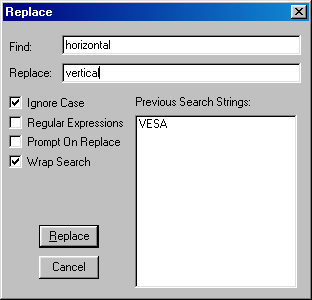 Replace
Find: horizontal
Replace: vertical
Ignore Case
Regular Expressions
Prompt On Replace
Wrap Search
Previous Search Strings:
VESA
Replace
Cancel